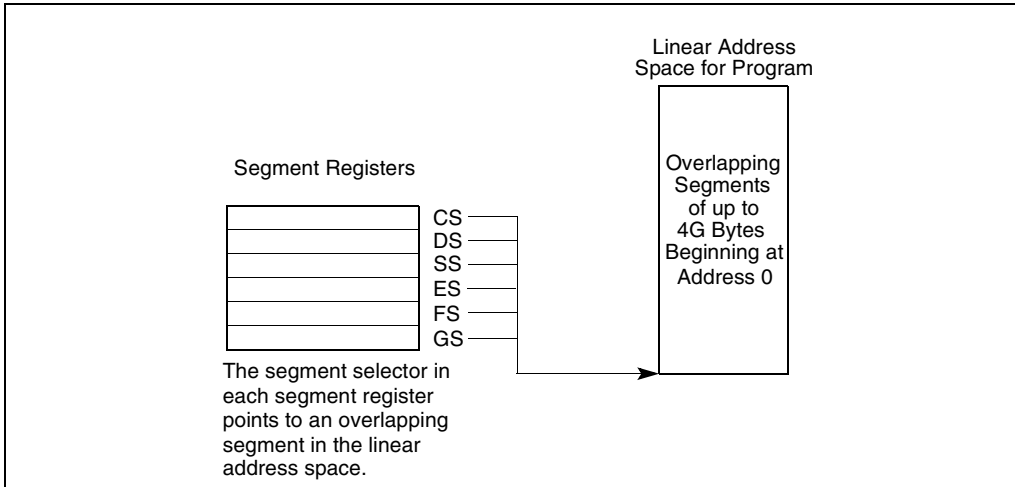 Linear Address
Space for Program
Overlapping
Segments
of up to
4G Bytes
Beginning at
Address 0
Segment Registers
CS
DS
SS
ES
FS
GS
The segment selector in
each segment register
points to an overlapping
segment in the linear
address space.